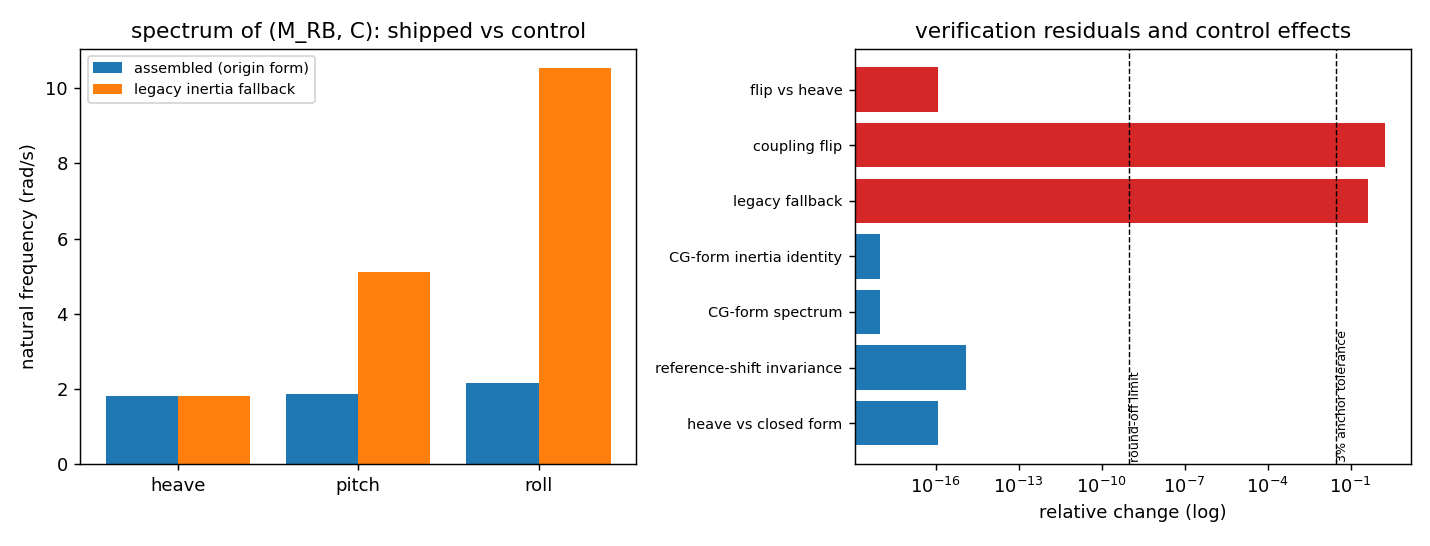 spectrum of (M_RB, C): shipped vs control
natural frequency (rad/s)
10
8
6
4
2
0
assembled (origin form)
legacy inertia fallback
heave
pitch
roll
verification residuals and control effects
flip vs heave
coupling flip
legacy fallback
CG-form inertia identity
CG-form spectrum
reference-shift invariance
heave vs closed form
round-off limit
3% anchor tolerance
10⁻¹⁶
10⁻¹³
10⁻¹⁰
10⁻⁷
10⁻⁴
10⁻¹
relative change (log)